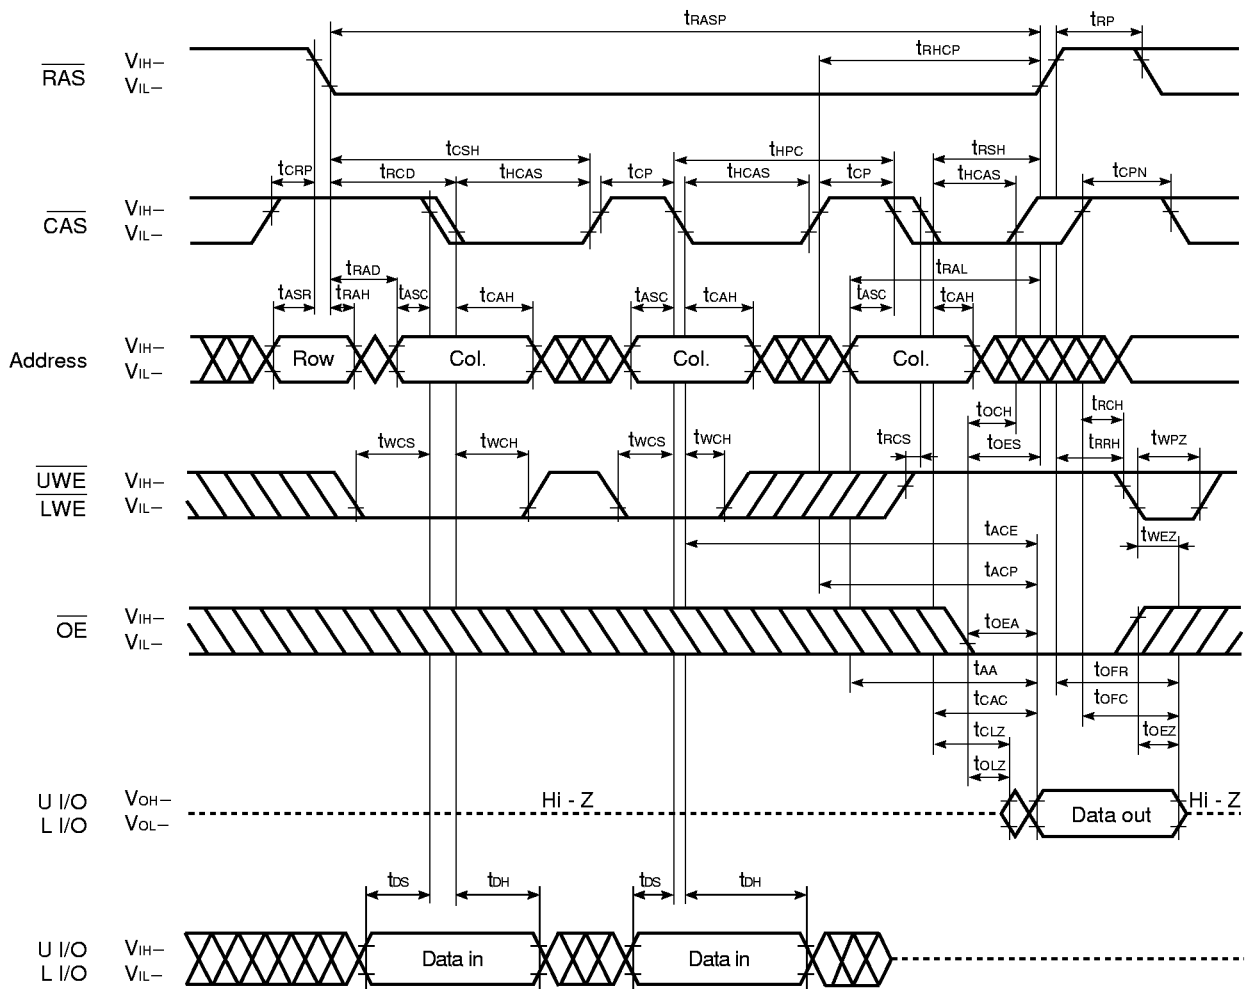 tRASP tRP
tRHCP
RAS VIH–
VIL–
tCSH tHPC tRSH
tCRP tRCD tHCAS tCP tHCAS tCP tHCAS tCPN
CAS VIH–
VIL–
tRAD tRAL
tASR tRAH tASC tCAH tASC tCAH tASC tCAH
Address VIH–
VIL–
Row Col. Col. Col.
tOCH tRCH
tWCS tWCH tWCS tWCH tRCS tOES tRRH tWPZ
UWE VIH–
LWE VIL–
tACE tWEZ
tACP
OE VIH–
VIL–
tOEA
tAA tOFR
tCAC tOFC
tCLZ tOEZ
tOLZ
U I/O VOH– Hi - Z Hi - Z
L I/O VOL– Data out
tDS tDH tDS tDH
U I/O VIH–
L I/O VIL–
Data in Data in